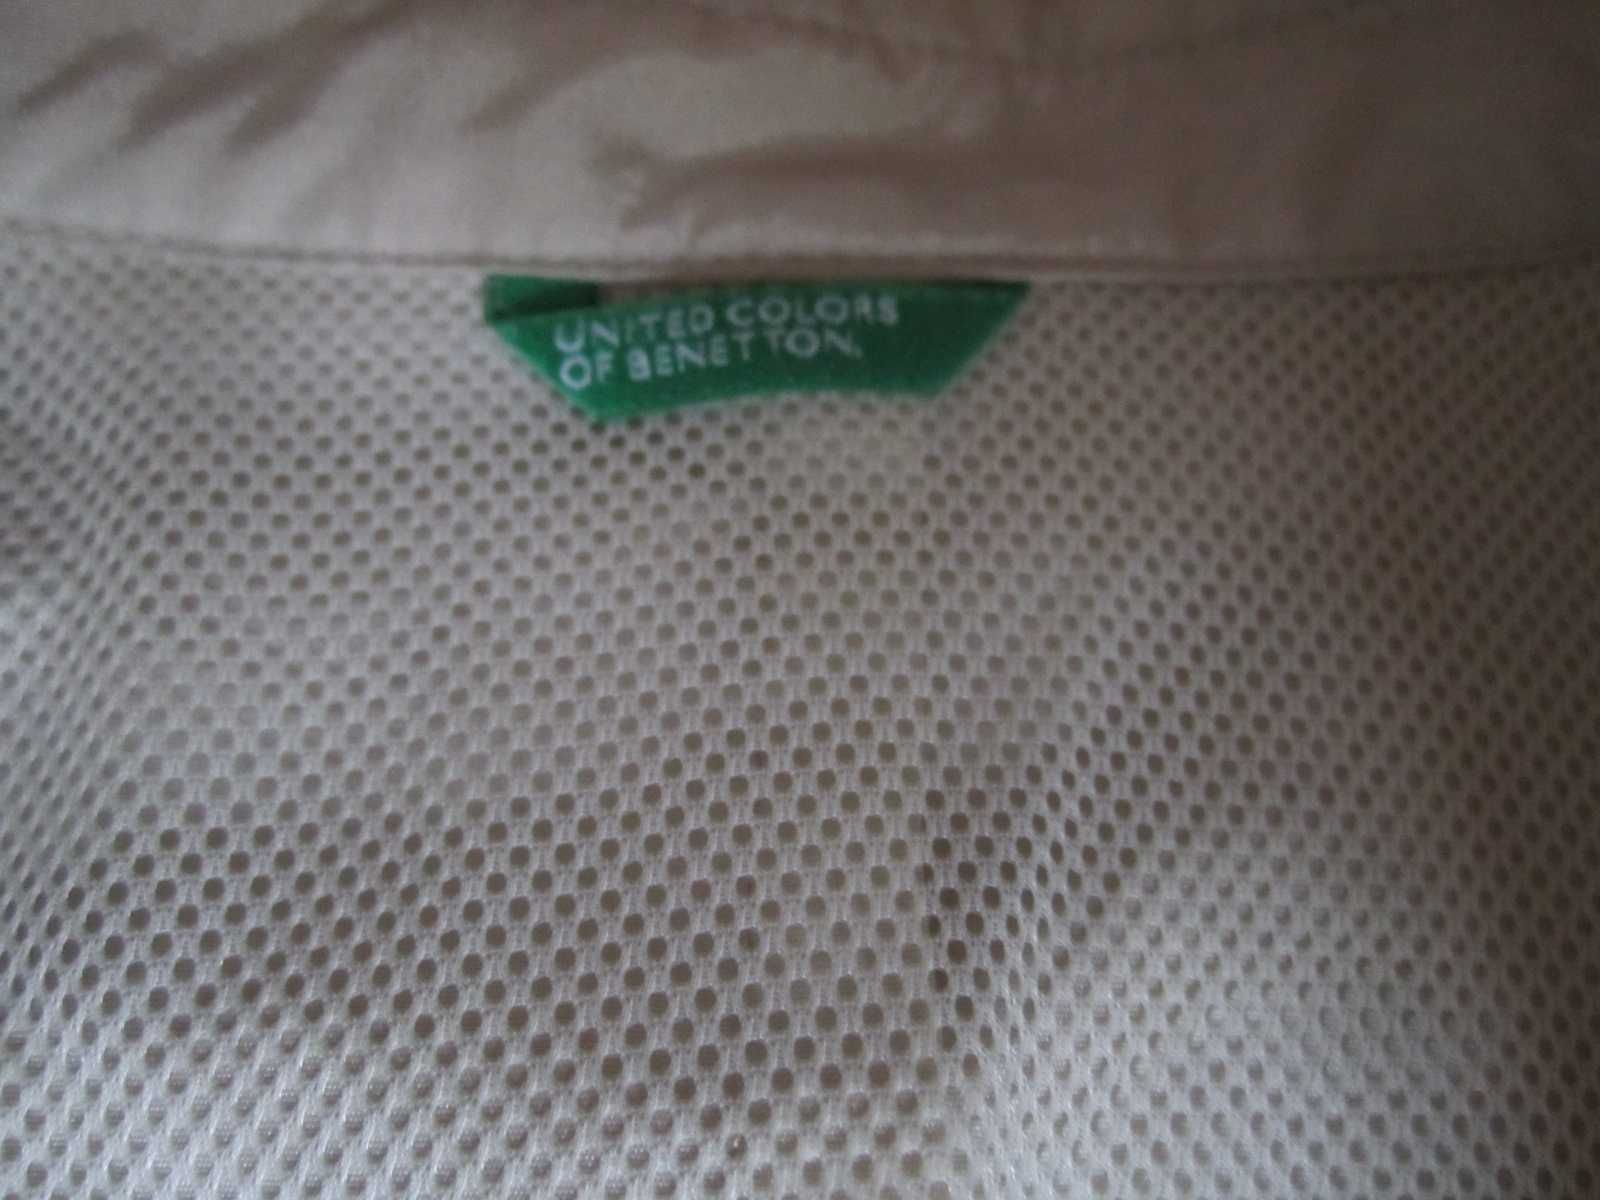 UNITED COLORS
OF BENETTON.